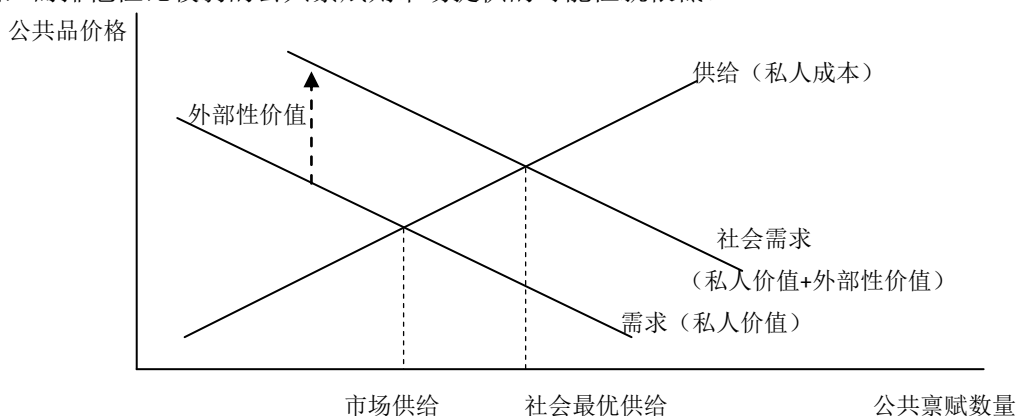 公共品价格
供给（私人成本）
外部性价值
社会需求
（私人价值+外部性价值）
需求（私人价值）
市场供给
社会最优供给
公共禀赋数量